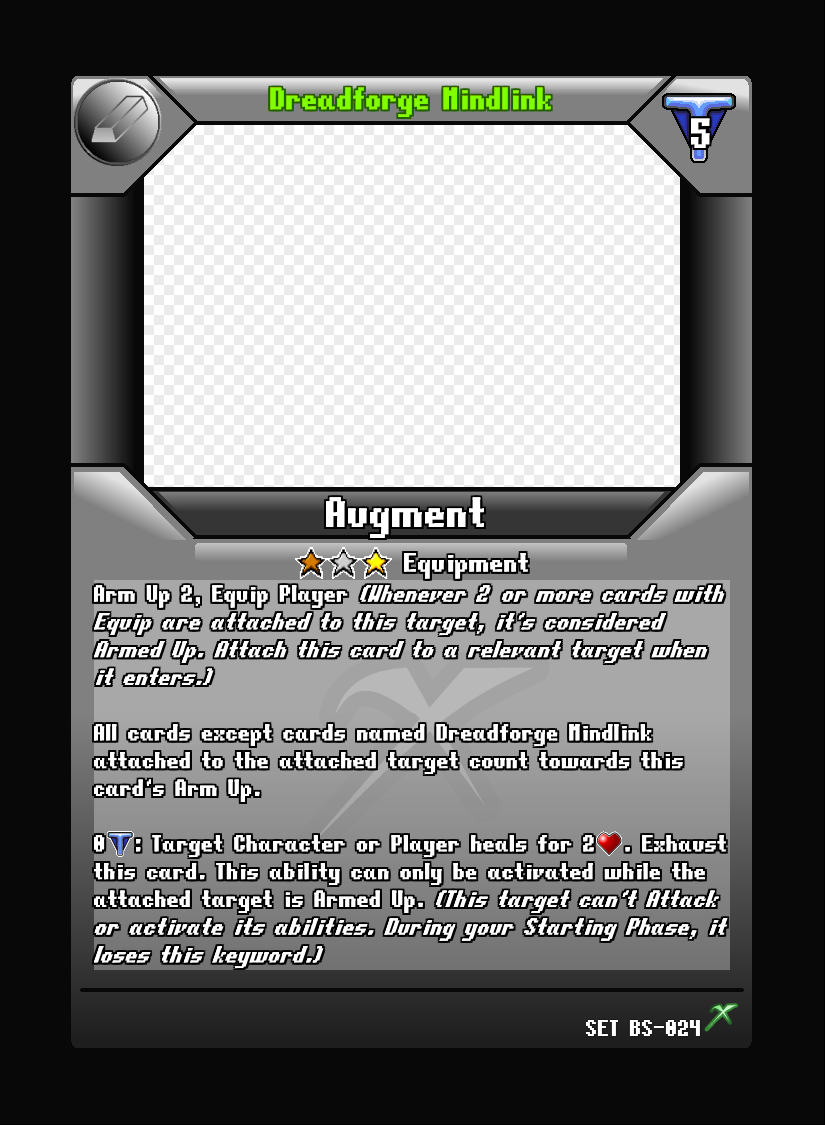 Dreadforge Mindlink
5
Augment
Equipment
Arm Up 2, Equip Player (Whenever 2 or more cards with
Equip are attached to this target, it's considered
Armed Up. Attach this card to a relevant target when
it enters.)
All cards except cards named Dreadforge Mindlink
attached to the attached target count towards this
card's Arm Up.
0: Target Character or Player heals for 2. Exhaust
this card. This ability can only be activated while the
attached target is Armed Up. (This target can't Attack
or activate its abilities. During your Starting Phase, it
loses this keyword.)
SET BS-024